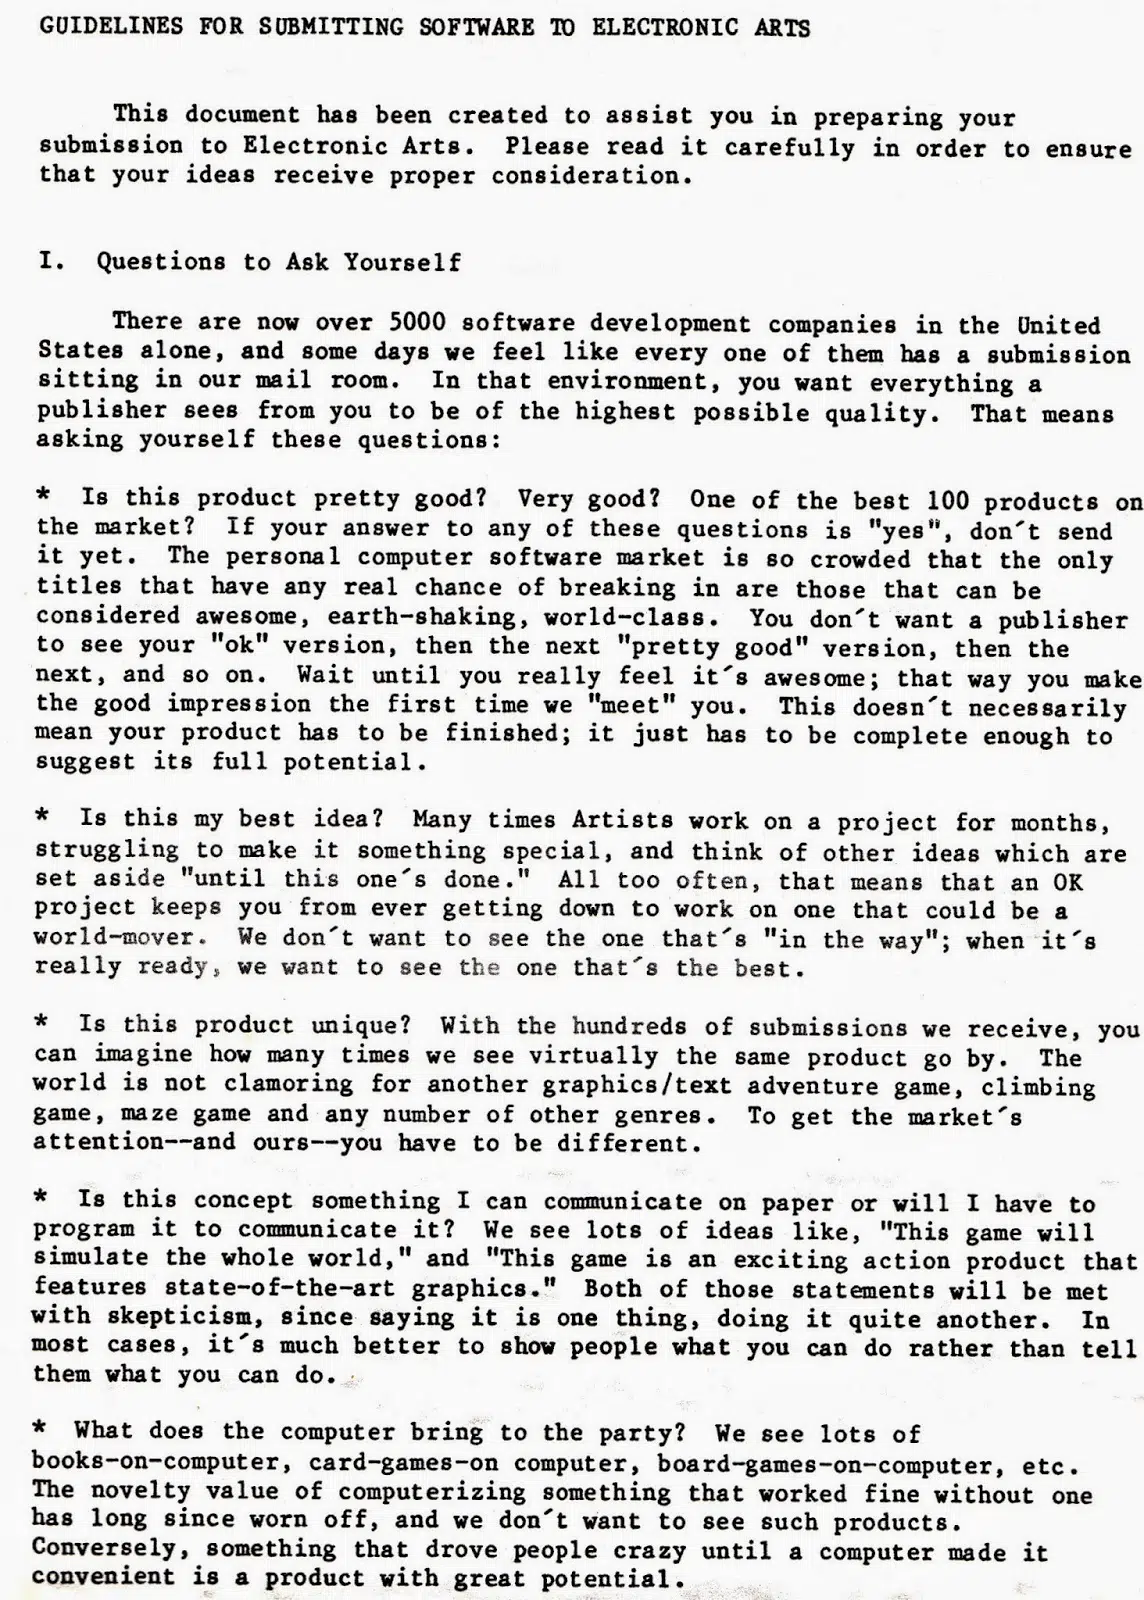 GUIDELINES FOR SUBMITTING SOFTWARE TO ELECTRONIC ARTS
This document has been created to assist you in preparing your
submission to Electronic Arts.  Please read it carefully in order to ensure
that your ideas receive proper consideration.
I.  Questions to Ask Yourself
There are now over 5000 software development companies in the United
States alone, and some days we feel like every one of them has a submission
sitting in our mail room.  In that environment, you want everything a
publisher sees from you to be of the highest possible quality.  That means
asking yourself these questions:
*  Is this product pretty good?  Very good?  One of the best 100 products on
the market?  If your answer to any of these questions is "yes", don't send
it yet.  The personal computer software market is so crowded that the only
titles that have any real chance of breaking in are those that can be
considered awesome, earth-shaking, world-class.  You don't want a publisher
to see your "ok" version, then the next "pretty good" version, then the
next, and so on.  Wait until you really feel it's awesome; that way you make
the good impression the first time we "meet" you.  This doesn't necessarily
mean your product has to be finished; it just has to be complete enough to
suggest its full potential.
*  Is this my best idea?  Many times Artists work on a project for months,
struggling to make it something special, and think of other ideas which are
set aside "until this one's done."  All too often, that means that an OK
project keeps you from ever getting down to work on one that could be a
world-mover.  We don't want to see the one that's "in the way"; when it's
really ready, we want to see the one that's the best.
*  Is this product unique?  With the hundreds of submissions we receive, you
can imagine how many times we see virtually the same product go by.  The
world is not clamoring for another graphics/text adventure game, climbing
game, maze game and any number of other genres.  To get the market's
attention--and ours--you have to be different.
*  Is this concept something I can communicate on paper or will I have to
program it to communicate it?  We see lots of ideas like, "This game will
simulate the whole world," and "This game is an exciting action product that
features state-of-the-art graphics."  Both of those statements will be met
with skepticism, since saying it is one thing, doing it quite another.  In
most cases, it's much better to show people what you can do rather than tell
them what you can do.
*  What does the computer bring to the party?  We see lots of
books-on-computer, card-games-on computer, board-games-on-computer, etc.
The novelty value of computerizing something that worked fine without one
has long since worn off, and we don't want to see such products.
Conversely, something that drove people crazy until a computer made it
convenient is a product with great potential.